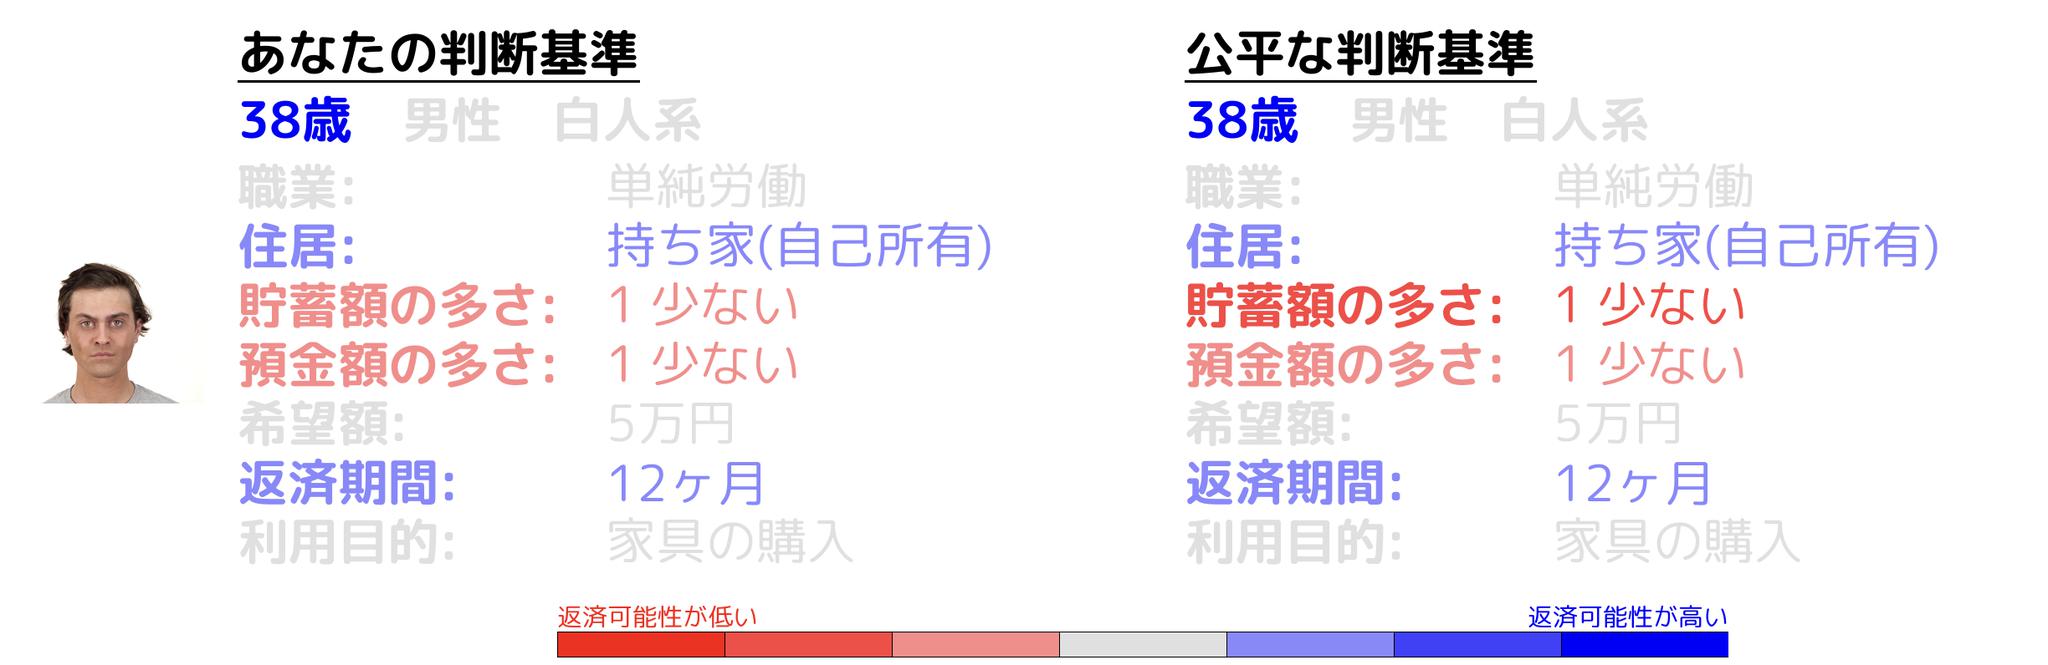 あなたの判断基準
38歳 男性 白人系
職業: 単純労働
住居: 持ち家(自己所有)
貯蓄額の多さ: 1 少ない
預金額の多さ: 1 少ない
希望額: 5万円
返済期間: 12ヶ月
利用目的: 家具の購入
公平な判断基準
38歳 男性 白人系
職業: 単純労働
住居: 持ち家(自己所有)
貯蓄額の多さ: 1 少ない
預金額の多さ: 1 少ない
希望額: 5万円
返済期間: 12ヶ月
利用目的: 家具の購入
返済可能性が低い
返済可能性が高い